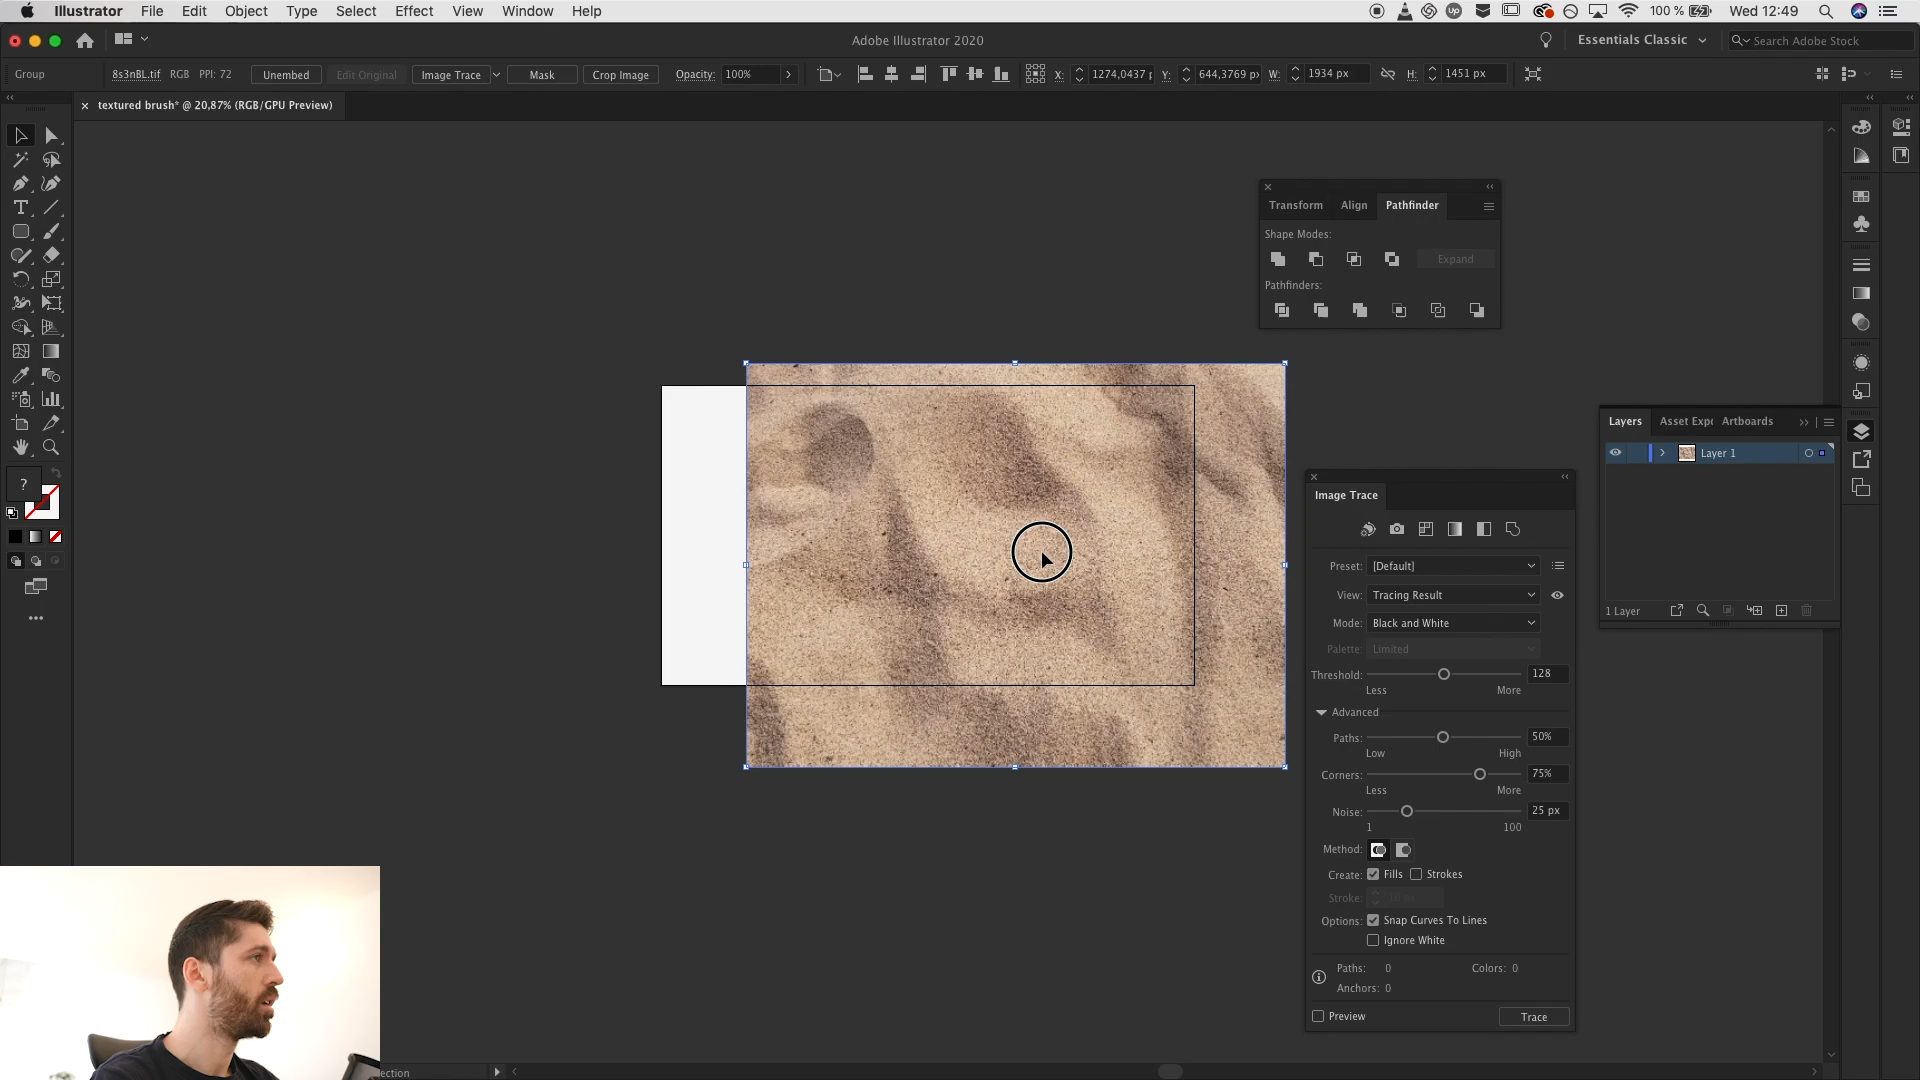 Illustrator File Edit Object Type Select Effect View Window Help
Up 100 % Wed 12:49
Adobe Illustrator 2020
Essentials Classic Search Adobe Stock
Group 8s3nBL.tif RGB PPI: 72 Unembed Edit Original Image Trace Mask Crop Image Opacity: 100% X: 1274,0437 p Y: 644,3769 px W: 1934 px H: 1451 px
× textured brush* @ 20,87% (RGB/GPU Preview)
Transform Align Pathfinder
Shape Modes:
Expand
Pathfinders:
?
Layers Asset Expo Artboards
Layer 1
1 Layer
Image Trace
Preset: [Default]
View: Tracing Result
Mode: Black and White
Palette: Limited
Threshold: 128
Less More
Advanced
Paths: 50%
Low High
Corners: 75%
Less More
Noise: 25 px
1 100
Method:
Create: Fills Strokes
Stroke: 10 px
Options: Snap Curves To Lines
Ignore White
Paths: 0 Colors: 0
Anchors: 0
Preview Trace
ection